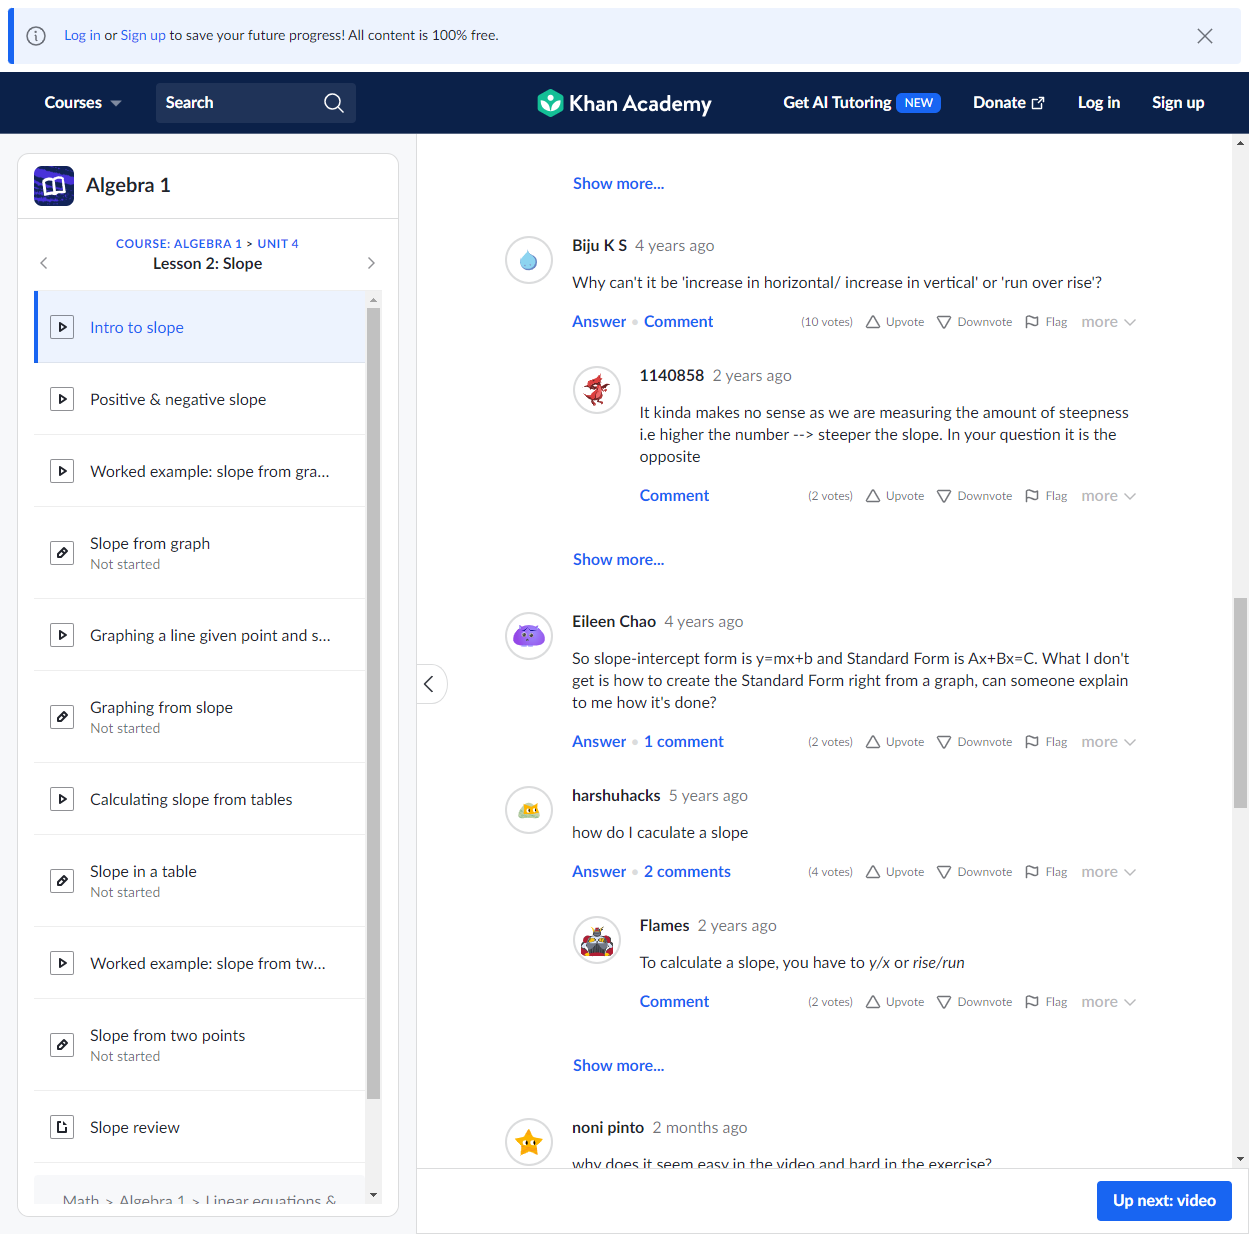 Log in or Sign up to save your future progress! All content is 100% free.
Courses
Search
Khan Academy
Get AI Tutoring NEW
Donate
Log in
Sign up
Algebra 1
COURSE: ALGEBRA 1 > UNIT 4
Lesson 2: Slope
Intro to slope
Positive & negative slope
Worked example: slope from gra...
Slope from graph
Not started
Graphing a line given point and s...
Graphing from slope
Not started
Calculating slope from tables
Slope in a table
Not started
Worked example: slope from tw...
Slope from two points
Not started
Slope review
Math > Algebra 1 > Linear equations &
Show more...
Biju K S 4 years ago
Why can't it be 'increase in horizontal/ increase in vertical' or 'run over rise'?
Answer • Comment (10 votes) Upvote Downvote Flag more
1140858 2 years ago
It kinda makes no sense as we are measuring the amount of steepness
i.e higher the number --> steeper the slope. In your question it is the
opposite
Comment (2 votes) Upvote Downvote Flag more
Show more...
Eileen Chao 4 years ago
So slope-intercept form is y=mx+b and Standard Form is Ax+Bx=C. What I don't
get is how to create the Standard Form right from a graph, can someone explain
to me how it's done?
Answer • 1 comment (2 votes) Upvote Downvote Flag more
harshuhacks 5 years ago
how do I caculate a slope
Answer • 2 comments (4 votes) Upvote Downvote Flag more
Flames 2 years ago
To calculate a slope, you have to y/x or rise/run
Comment (2 votes) Upvote Downvote Flag more
Show more...
noni pinto 2 months ago
why does it seem easy in the video and hard in the exercise?
Up next: video